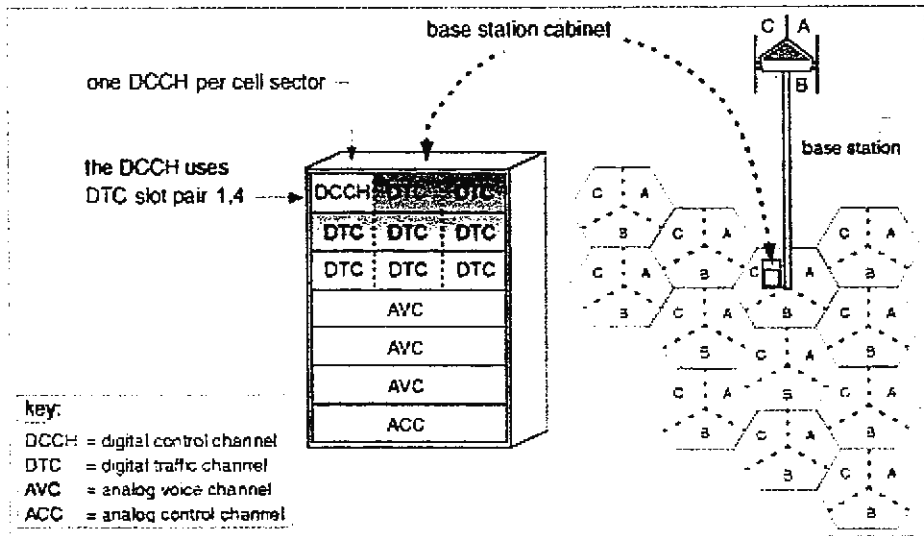 base station cabinet
C A
B
one DCCH per cell sector
base station
the DCCH uses
DTC slot pair 1,4
DCCH DTC DTC
DTC DTC DTC
DTC DTC DTC
AVC
AVC
AVC
ACC
C A
B
C A
B
C A
B
C A
B
C A
B
C A
B
C A
B
C A
B
C A
B
C A
B
C A
B
C A
B
C A
B
key:
DCCH = digital control channel
DTC = digital traffic channel
AVC = analog voice channel
ACC = analog control channel